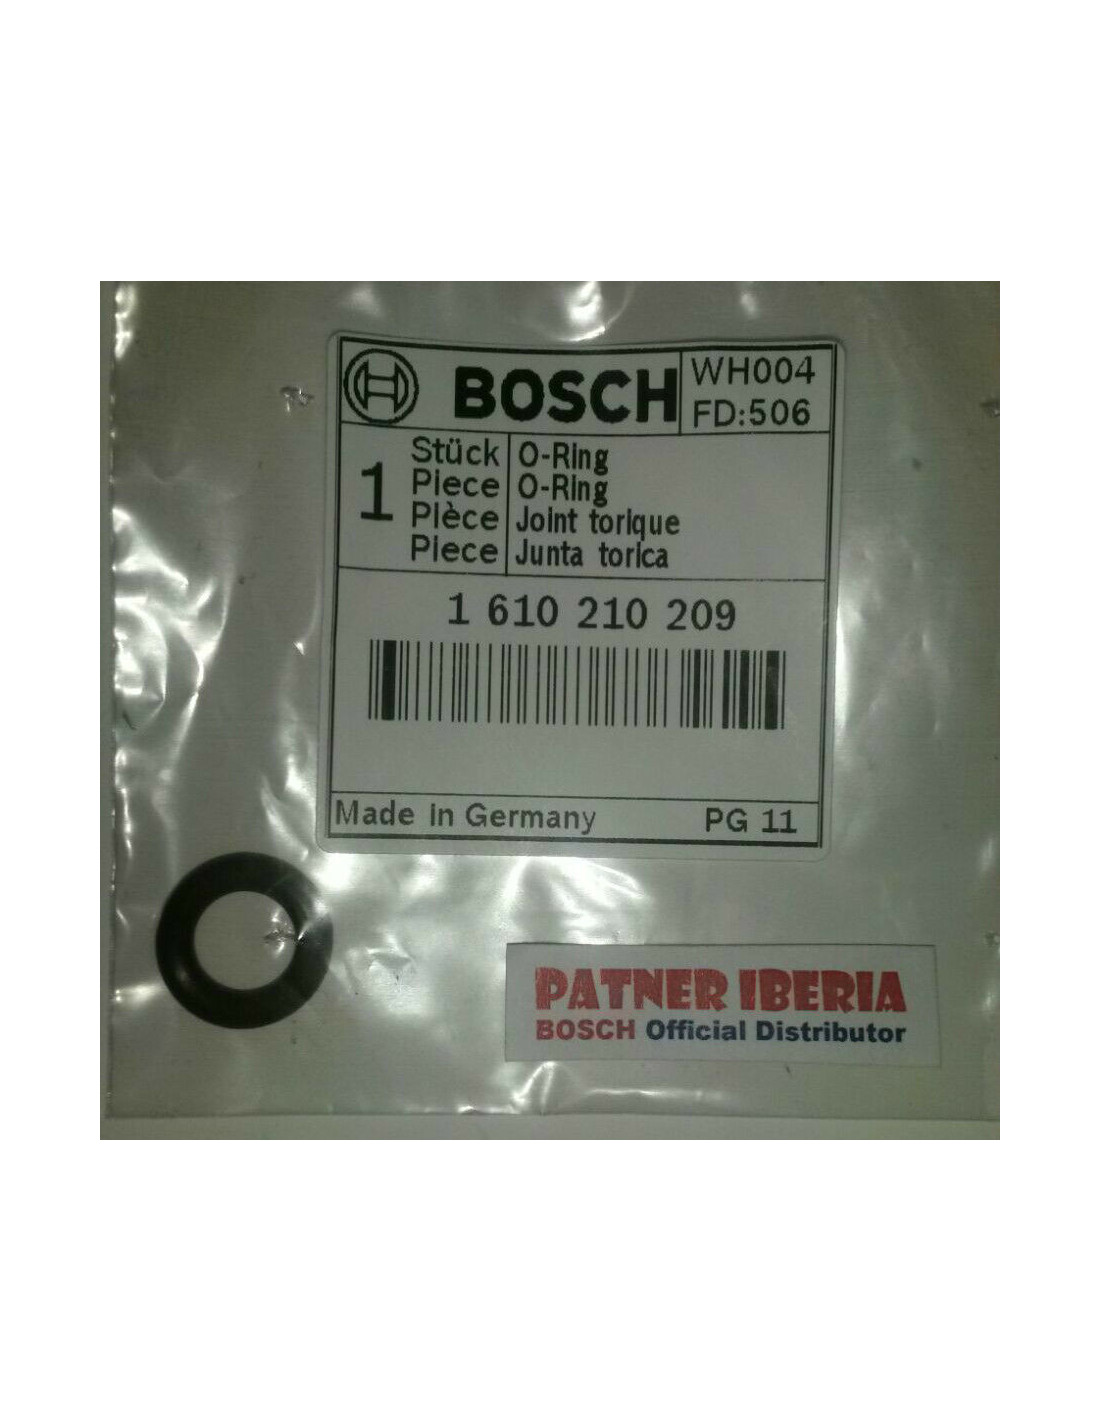 BOSCH
WH004
FD:506
1
Stück O-Ring
Piece O-Ring
Pièce Joint torique
Piece Junta torica
1 610 210 209
Made in Germany PG 11
PATNER IBERIA
BOSCH Official Distributor